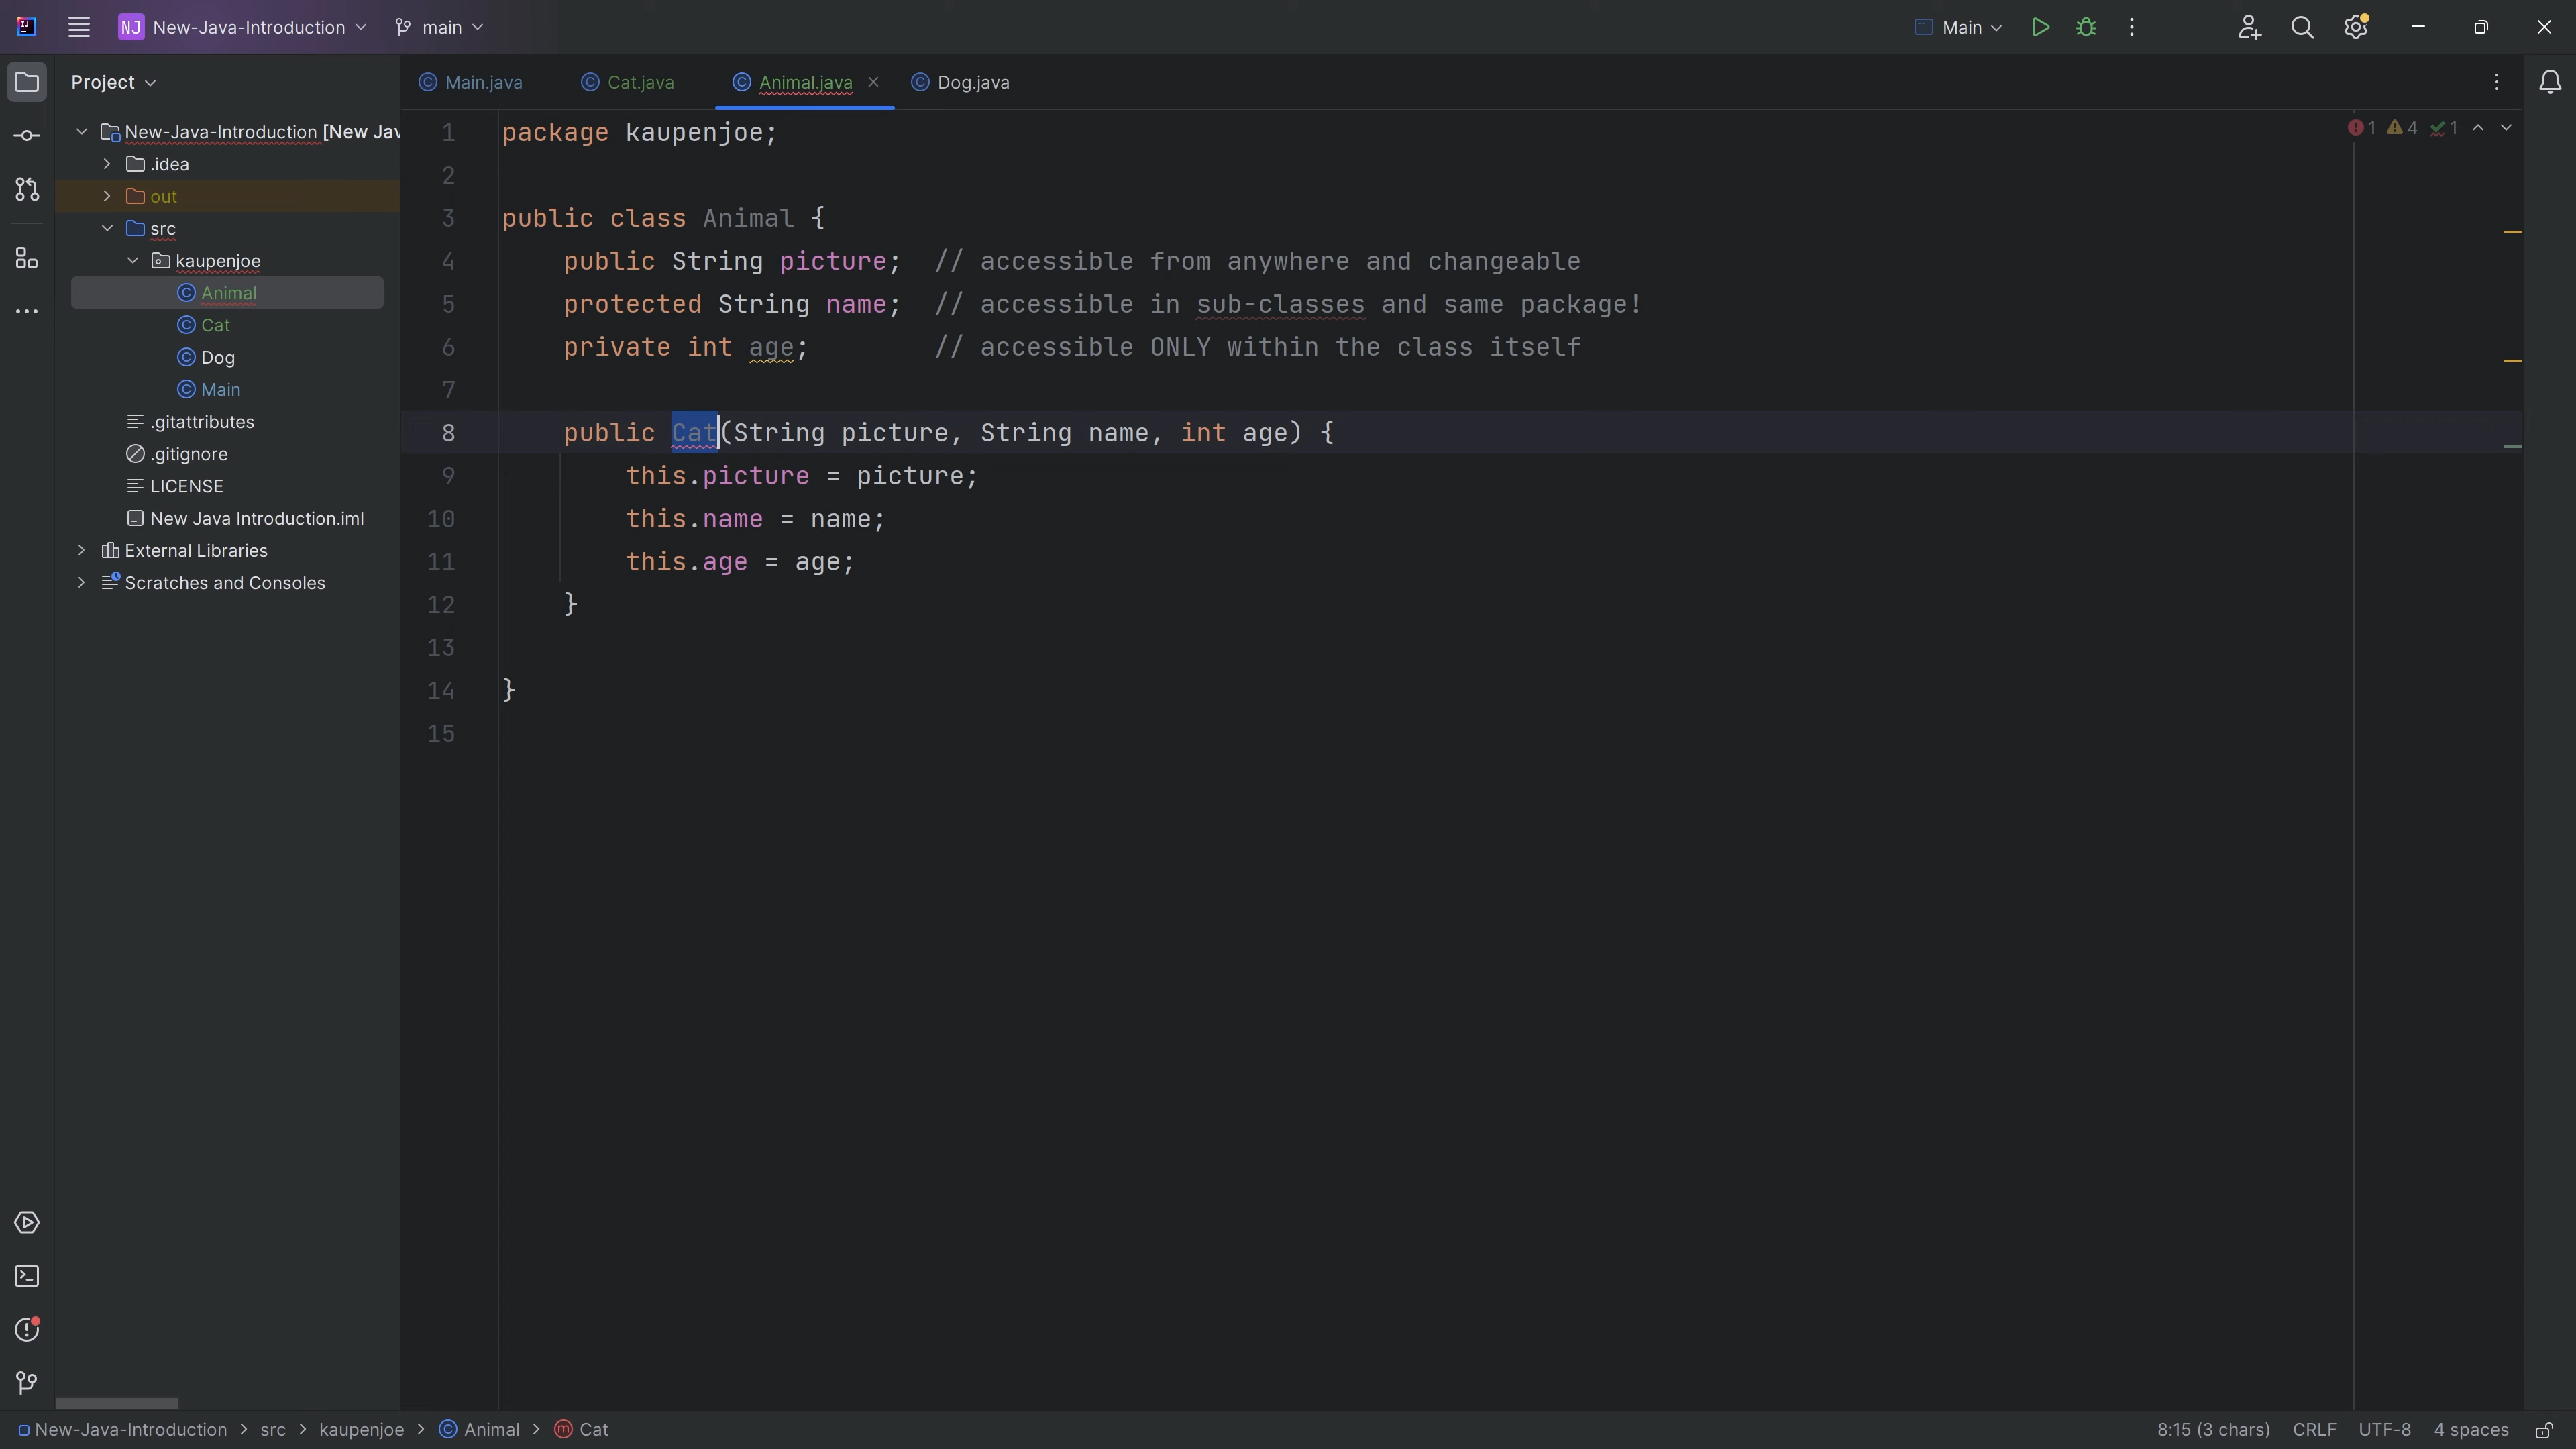 NJ New-Java-Introduction main Main
Project
New-Java-Introduction [New Jav
.idea
out
src
kaupenjoe
Animal
Cat
Dog
Main
.gitattributes
.gitignore
LICENSE
New Java Introduction.iml
External Libraries
Scratches and Consoles
Main.java Cat.java Animal.java Dog.java
1 4 1
1 package kaupenjoe;
2
3 public class Animal {
4 public String picture; // accessible from anywhere and changeable
5 protected String name; // accessible in sub-classes and same package!
6 private int age; // accessible ONLY within the class itself
7
8 public Cat(String picture, String name, int age) {
9 this.picture = picture;
10 this.name = name;
11 this.age = age;
12 }
13
14 }
15
New-Java-Introduction > src > kaupenjoe > Animal > Cat
8:15 (3 chars) CRLF UTF-8 4 spaces